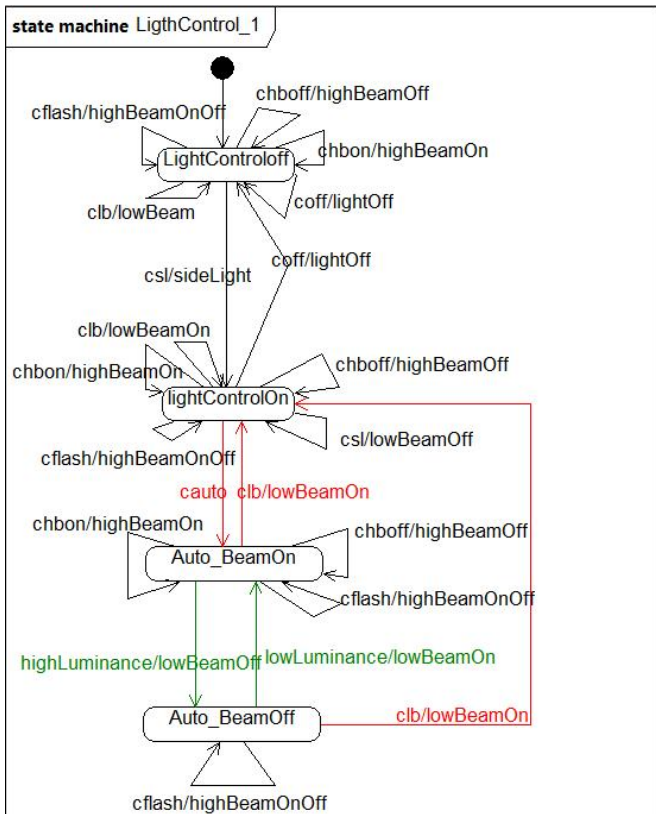 state machine LigthControl_1
chboff/highBeamOff
cflash/highBeamOnOff
chbon/highBeamOn
LightControloff
clb/lowBeam
coff/lightOff
coff/lightOff
csl/sideLight
clb/lowBeamOn
chbon/highBeamOn
chboff/highBeamOff
lightControlOn
csl/lowBeamOff
cflash/highBeamOnOff
cauto clb/lowBeamOn
chbon/highBeamOn
chboff/highBeamOff
Auto_BeamOn
cflash/highBeamOnOff
highLuminance/lowBeamOff
lowLuminance/lowBeamOn
Auto_BeamOff
clb/lowBeamOn
cflash/highBeamOnOff